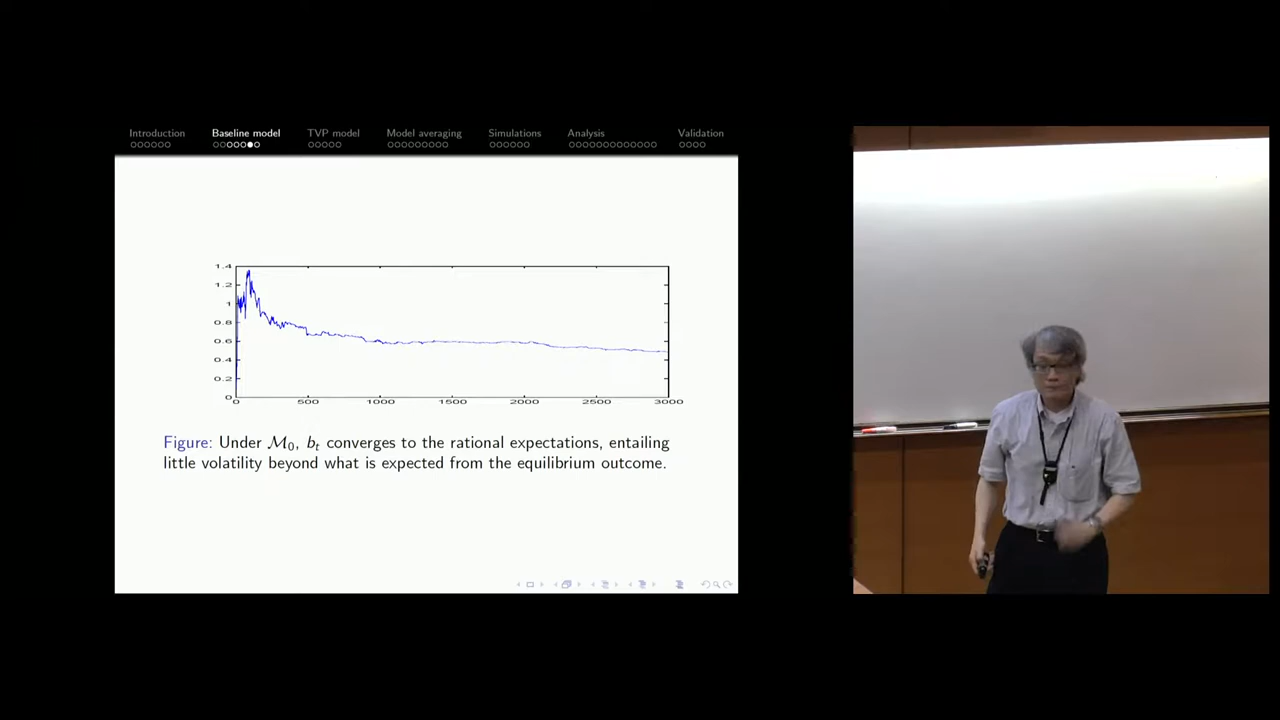 Introduction
Baseline model
TVP model
Model averaging
Simulations
Analysis
Validation
1.4
1.2
1
0.8
0.6
0.4
0.2
0
0 500 1000 1500 2000 2500 3000
Figure: Under M₀, bₜ converges to the rational expectations, entailing
little volatility beyond what is expected from the equilibrium outcome.